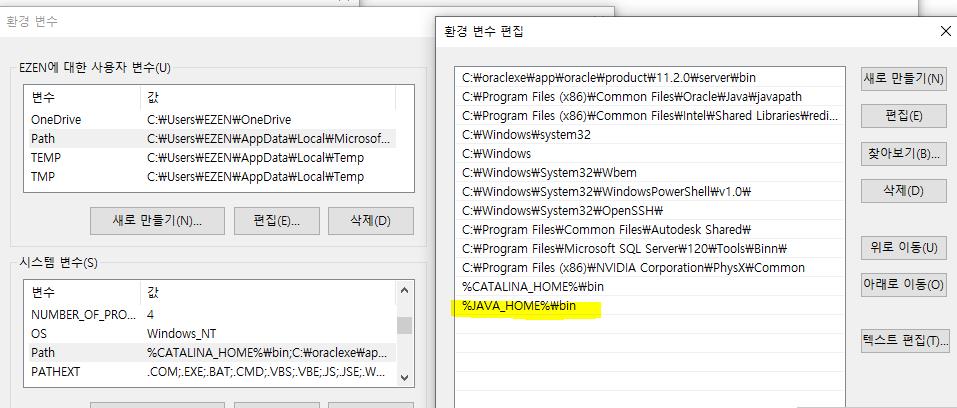 환경 변수
EZEN에 대한 사용자 변수(U)
변수 값
OneDrive C:₩Users₩EZEN₩OneDrive
Path C:₩Users₩EZEN₩AppData₩Local₩Microsof...
TEMP C:₩Users₩EZEN₩AppData₩Local₩Temp
TMP C:₩Users₩EZEN₩AppData₩Local₩Temp
새로 만들기(N)... 편집(E)... 삭제(D)
시스템 변수(S)
변수 값
NUMBER_OF_PRO... 4
OS Windows_NT
Path %CATALINA_HOME%₩bin;C:₩oraclexe₩ap...
PATHEXT .COM;.EXE;.BAT;.CMD;.VBS;.VBE;.JS;.JSE;.W...
환경 변수 편집
C:₩oraclexe₩app₩oracle₩product₩11.2.0₩server₩bin
C:₩Program Files (x86)₩Common Files₩Oracle₩Java₩javapath
C:₩Program Files (x86)₩Common Files₩Intel₩Shared Libraries₩redi...
C:₩Windows₩system32
C:₩Windows
C:₩Windows₩System32₩Wbem
C:₩Windows₩System32₩WindowsPowerShell₩v1.0₩
C:₩Windows₩System32₩OpenSSH₩
C:₩Program Files₩Common Files₩Autodesk Shared₩
C:₩Program Files₩Microsoft SQL Server₩120₩Tools₩Binn₩
C:₩Program Files (x86)₩NVIDIA Corporation₩PhysX₩Common
%CATALINA_HOME%₩bin
%JAVA_HOME%₩bin
새로 만들기(N)
편집(E)
찾아보기(B)...
삭제(D)
위로 이동(U)
아래로 이동(O)
텍스트 편집(T)...